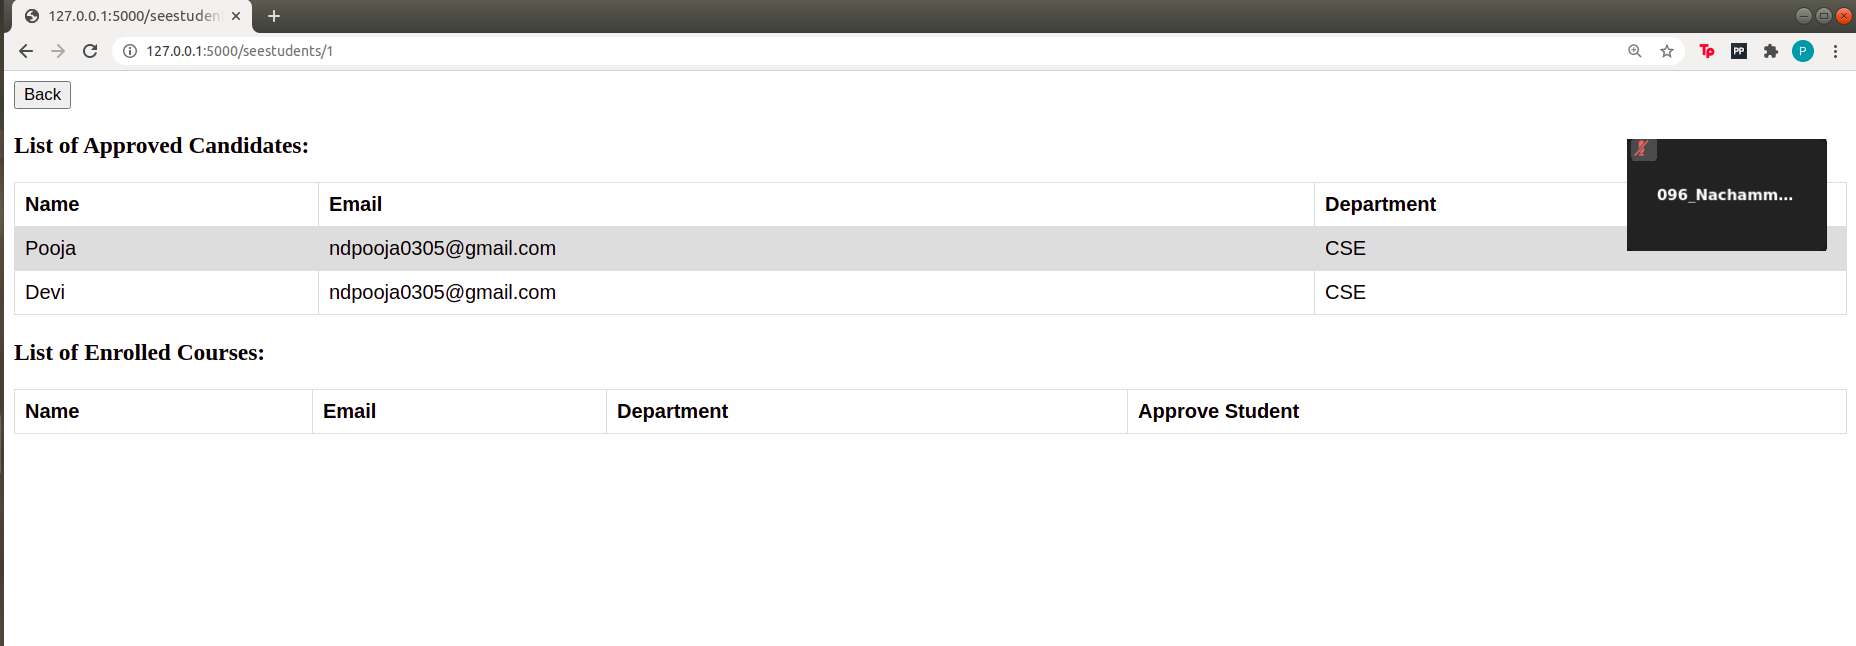 127.0.0.1:5000/seestuden
127.0.0.1:5000/seestudents/1
Tp
PP
P
Back
List of Approved Candidates:
096_Nachamm...
Name Email Department
Pooja ndpooja0305@gmail.com CSE
Devi ndpooja0305@gmail.com CSE
List of Enrolled Courses:
Name Email Department Approve Student